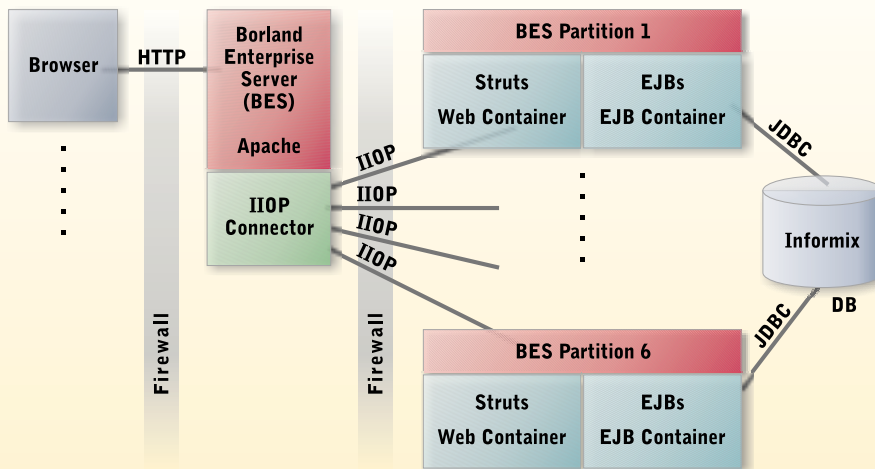 Browser
HTTP
Borland
Enterprise
Server
(BES)
Apache
IIOP
Connector
Firewall
Firewall
IIOP
IIOP
IIOP
IIOP
BES Partition 1
Struts
Web Container
EJBs
EJB Container
JDBC
Informix
DB
JDBC
BES Partition 6
Struts
Web Container
EJBs
EJB Container